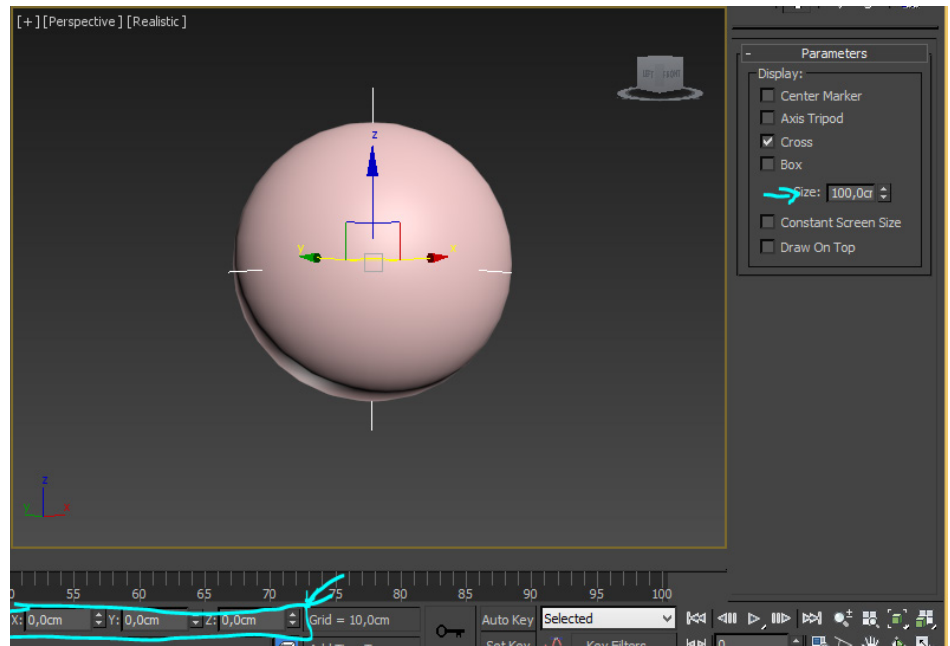 [+] [Perspective] [Realistic]
Parameters
Display:
Center Marker
Axis Tripod
Cross
Box
Size: 100,0cm
Constant Screen Size
Draw On Top
z
y
x
z
y
x
55 60 65 70 75 80 85 90 95 100
X: 0,0cm Y: 0,0cm Z: 0,0cm Grid = 10,0cm Auto Key Selected
Set Key Key Filters... 0